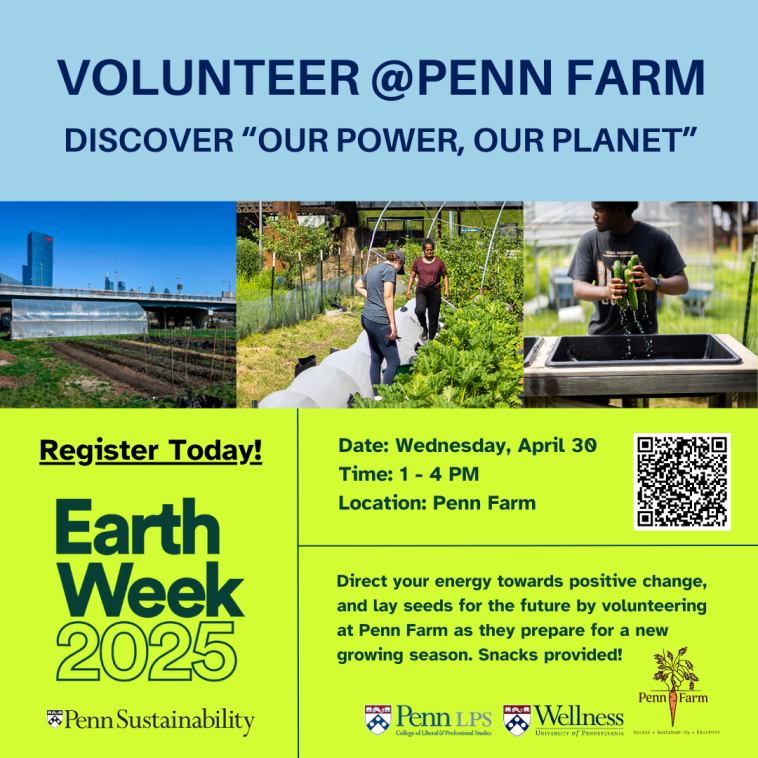 VOLUNTEER @PENN FARM
DISCOVER “OUR POWER, OUR PLANET”
Register Today!
Earth
Week
2025
Penn Sustainability
Date: Wednesday, April 30
Time: 1 - 4 PM
Location: Penn Farm
Direct your energy towards positive change,
and lay seeds for the future by volunteering
at Penn Farm as they prepare for a new
growing season. Snacks provided!
Penn LPS
College of Liberal & Professional Studies
Wellness
UNIVERSITY of PENNSYLVANIA
Penn Farm
Access • Sustainability • Education